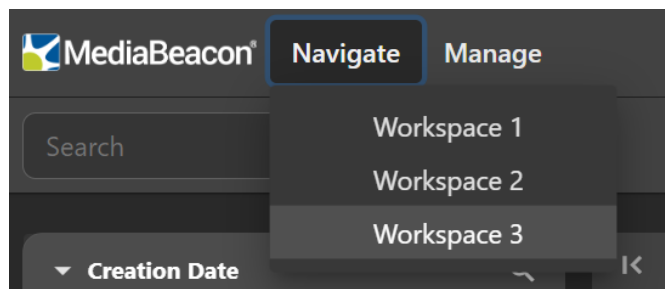 MediaBeacon® Navigate Manage
Workspace 1
Search
Workspace 2
Workspace 3
Creation Date